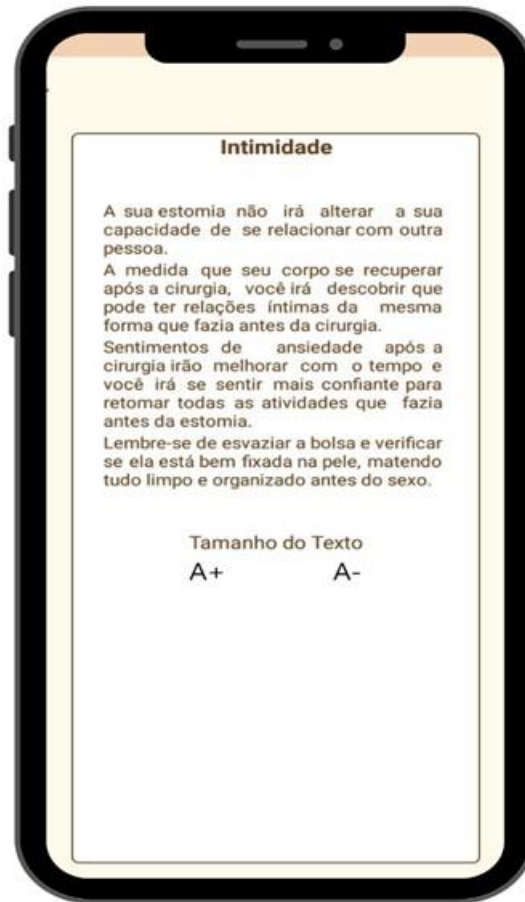 Intimidade
A sua estomia não irá alterar a sua
capacidade de se relacionar com outra
pessoa.
A medida que seu corpo se recuperar
após a cirurgia, você irá descobrir que
pode ter relações íntimas da mesma
forma que fazia antes da cirurgia.
Sentimentos de ansiedade após a
cirurgia irão melhorar com o tempo e
você irá se sentir mais confiante para
retomar todas as atividades que fazia
antes da estomia.
Lembre-se de esvaziar a bolsa e verificar
se ela está bem fixada na pele, matendo
tudo limpo e organizado antes do sexo.
Tamanho do Texto
A+ A-